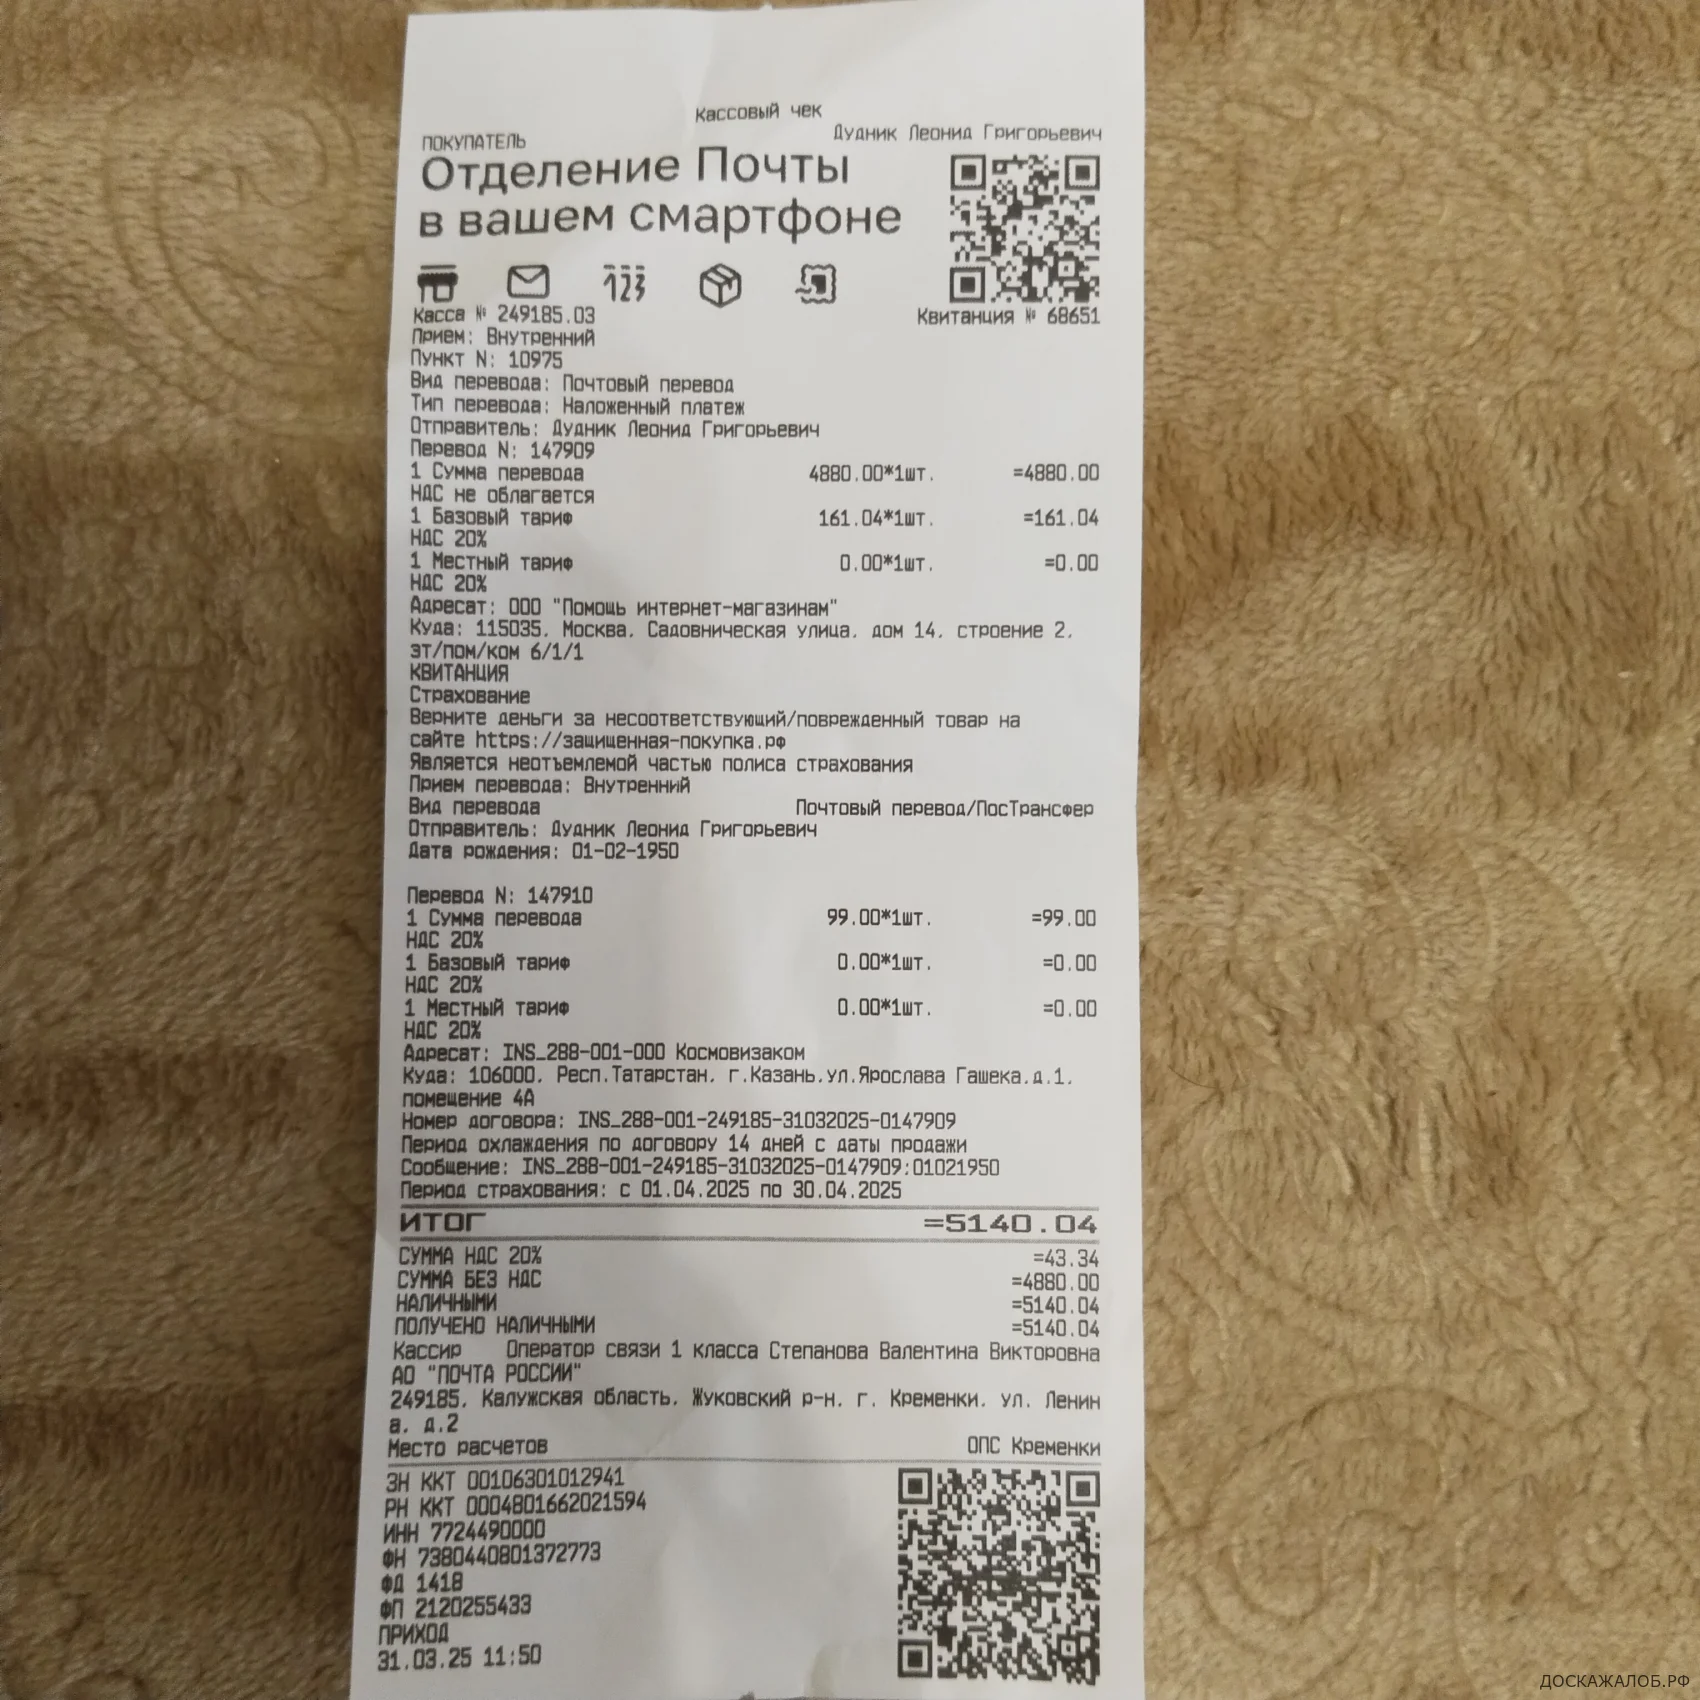 Кассовый чек
ПОКУПАТЕЛЬ Дудник Леонид Григорьевич
Отделение Почты
в вашем смартфоне
123
Касса № 249185.03 Квитанция № 68651
Прием: Внутренний
Пункт N: 10975
Вид перевода: Почтовый перевод
Тип перевода: Наложенный платеж
Отправитель: Дудник Леонид Григорьевич
Перевод N: 147909
1 Сумма перевода 4880.00*1шт. =4880.00
НДС не облагается
1 Базовый тариф 161.04*1шт. =161.04
НДС 20%
1 Местный тариф 0.00*1шт. =0.00
НДС 20%
Адресат: ООО "Помощь интернет-магазинам"
Куда: 115035, Москва, Садовническая улица, дом 14, строение 2,
эт/пом/ком 6/1/1
КВИТАНЦИЯ
Страхование
Верните деньги за несоответствующий/поврежденный товар на
сайте https://защищенная-покупка.рф
Является неотъемлемой частью полиса страхования
Прием перевода: Внутренний
Вид перевода Почтовый перевод/ПосТрансфер
Отправитель: Дудник Леонид Григорьевич
Дата рождения: 01-02-1950
Перевод N: 147910
1 Сумма перевода 99.00*1шт. =99.00
НДС 20%
1 Базовый тариф 0.00*1шт. =0.00
НДС 20%
1 Местный тариф 0.00*1шт. =0.00
НДС 20%
Адресат: INS_288-001-000 Космовизаком
Куда: 106000, Респ.Татарстан, г.Казань,ул.Ярослава Гашека,д.1,
помещение 4А
Номер договора: INS_288-001-249185-31032025-0147909
Период охлаждения по договору 14 дней с даты продажи
Сообщение: INS_288-001-249185-31032025-0147909;01021950
Период страхования: с 01.04.2025 по 30.04.2025
ИТОГ =5140.04
СУММА НДС 20% =43.34
СУММА БЕЗ НДС =4880.00
НАЛИЧНЫМИ =5140.04
ПОЛУЧЕНО НАЛИЧНЫМИ =5140.04
Кассир Оператор связи 1 класса Степанова Валентина Викторовна
АО "ПОЧТА РОССИИ"
249185, Калужская область, Жуковский р-н, г. Кременки, ул. Ленин
а, д.2
Место расчетов ОПС Кременки
ЗН ККТ 00106301012941
РН ККТ 0004801662021594
ИНН 7724490000
ФН 7380440801372773
ФД 1418
ФП 2120255433
ПРИХОД
31.03.25 11:50
ДОСКАЖАЛОБ.РФ